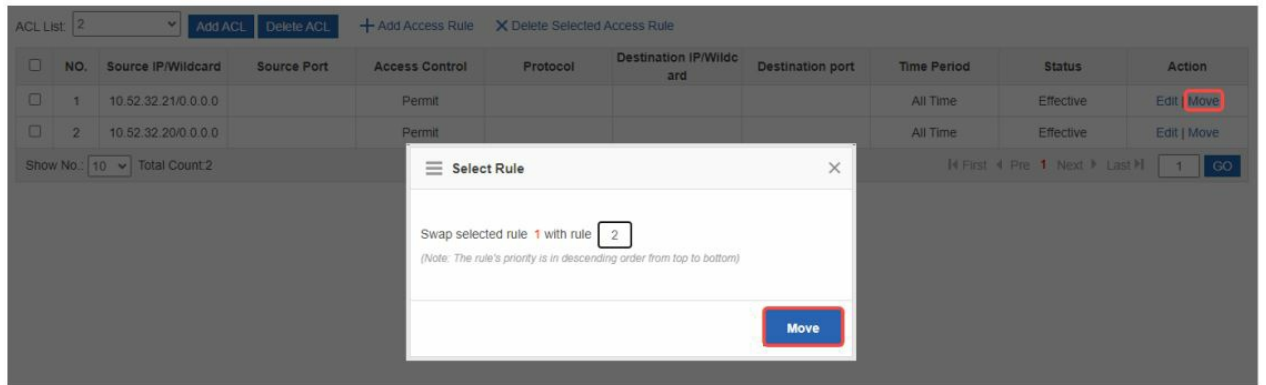 ACL List: 2 Add ACL Delete ACL Add Access Rule Delete Selected Access Rule
NO. Source IP/Wildcard Source Port Access Control Protocol Destination IP/Wildcard Destination port Time Period Status Action
1 10.52.32.21/0.0.0.0 Permit All Time Effective Edit | Move
2 10.52.32.20/0.0.0.0 Permit All Time Effective Edit | Move
Show No.: 10 Total Count:2 First Pre 1 Next Last 1 GO
Select Rule
Swap selected rule 1 with rule 2
(Note: The rule's priority is in descending order from top to bottom)
Move